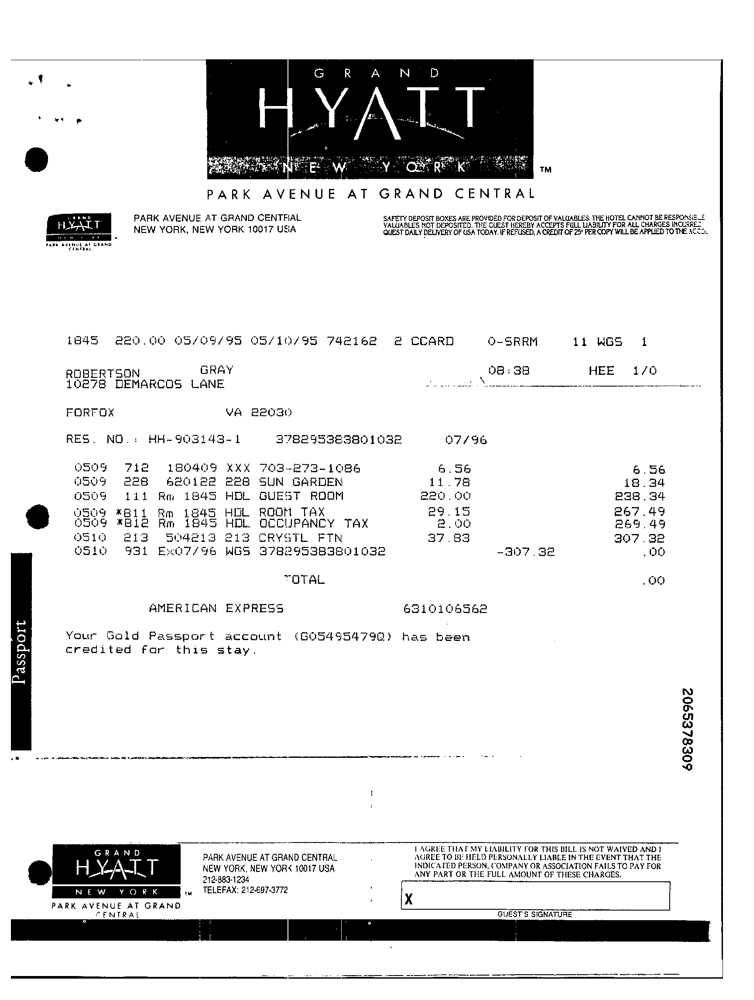 GRAND
HYATT
NEW YORK TM
PARK AVENUE AT GRAND CENTRAL
GRAND
HYATT
NEW YORK
PARK AVENUE AT GRAND
CENTRAL
PARK AVENUE AT GRAND CENTRAL
NEW YORK, NEW YORK 10017 USA
SAFETY DEPOSIT BOXES ARE PROVIDED FOR DEPOSIT OF VALUABLES. THE HOTEL CANNOT BE RESPONSIBLE
VALUABLES NOT DEPOSITED. THE GUEST HEREBY ACCEPTS FULL LIABILITY FOR ALL CHARGES INCURRED.
QUEST DAILY DELIVERY OF USA TODAY. IF REFUSED, A CREDIT OF 25¢ PER COPY WILL BE APPLIED TO THE ACCO
1845 220.00 05/09/95 05/10/95 742162 2 CCARD 0-SRRM 11 WGS 1
ROBERTSON GRAY 08:38 HEE 1/0
10278 DEMARCOS LANE
FORFOX VA 22030
RES. NO.: HH-903143-1 378295383801032 07/96
0509 712 180409 XXX 703-273-1086 6.56 6.56
0509 228 620122 228 SUN GARDEN 11.78 18.34
0509 111 Rm 1845 HDL GUEST ROOM 220.00 238.34
0509 *811 Rm 1845 HDL ROOM TAX 29.15 267.49
0509 *812 Rm 1845 HDL OCCUPANCY TAX 2.00 269.49
0510 213 504213 213 CRYSTL FTN 37.83 307.32
0510 931 Ex07/96 WGS 378295383801032 -307.32 .00
TOTAL .00
AMERICAN EXPRESS 6310106562
Your Gold Passport account (G05495479Q) has been
credited for this stay.
Passport
2065378309
GRAND
HYATT
NEW YORK TM
PARK AVENUE AT GRAND
CENTRAL
PARK AVENUE AT GRAND CENTRAL
NEW YORK, NEW YORK 10017 USA
212-883-1234
TELEFAX: 212-697-3772
I AGREE THAT MY LIABILITY FOR THIS BILL IS NOT WAIVED AND I
AGREE TO BE HELD PERSONALLY LIABLE IN THE EVENT THAT THE
INDICATED PERSON, COMPANY OR ASSOCIATION FAILS TO PAY FOR
ANY PART OR THE FULL AMOUNT OF THESE CHARGES.
X
GUEST'S SIGNATURE